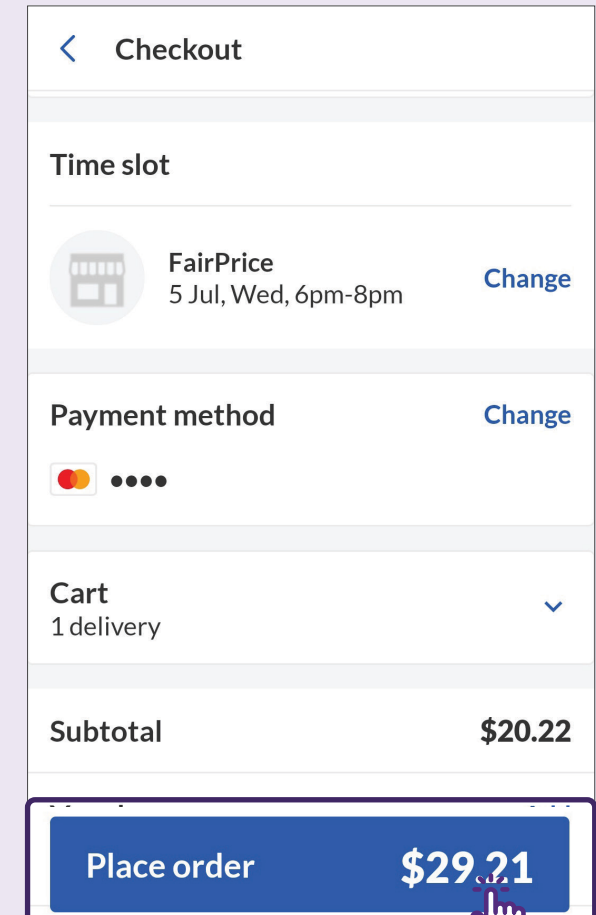 Checkout
Time slot
FairPrice
5 Jul, Wed, 6pm-8pm
Change
Payment method
Change
Cart
1 delivery
Subtotal
$20.22
Place order
$29.21